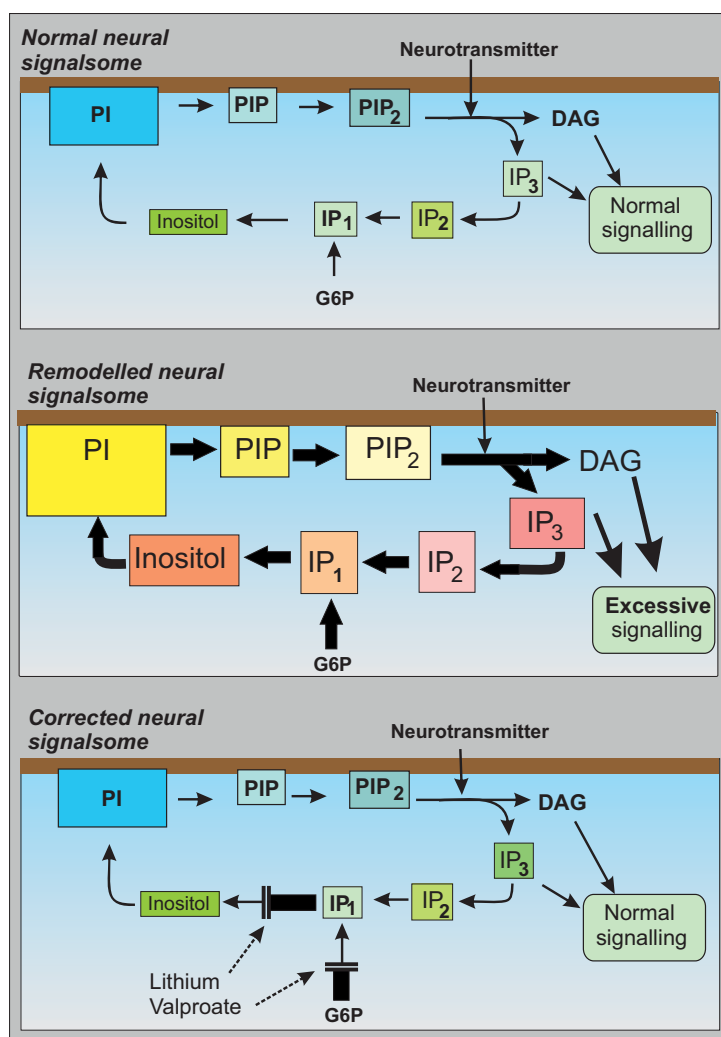 Normal neural
signalsome
Neurotransmitter
PI
PIP
PIP2
DAG
IP3
Normal
signalling
Inositol
IP1
IP2
G6P
Remodelled neural
signalsome
Neurotransmitter
PI
PIP
PIP2
DAG
IP3
Inositol
IP1
IP2
Excessive
signalling
G6P
Corrected neural
signalsome
Neurotransmitter
PI
PIP
PIP2
DAG
IP3
Inositol
IP1
IP2
Normal
signalling
Lithium
Valproate
G6P